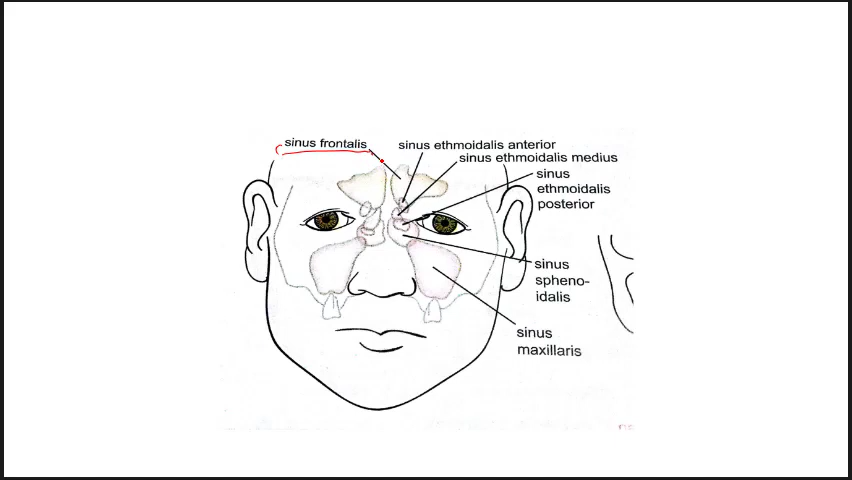 sinus frontalis
sinus ethmoidalis anterior
sinus ethmoidalis medius
sinus
ethmoidalis
posterior
sinus
spheno-
idalis
sinus
maxillaris